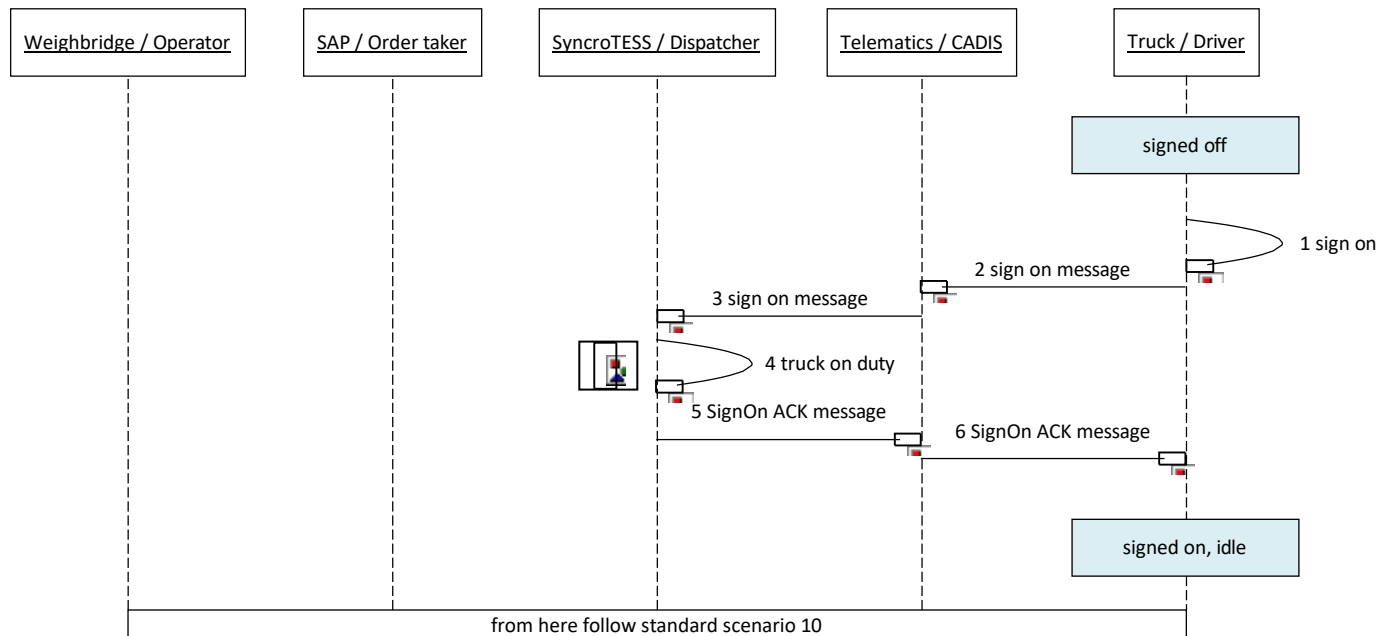 Weighbridge / Operator
SAP / Order taker
SyncroTESS / Dispatcher
Telematics / CADIS
Truck / Driver
signed off
1 sign on
2 sign on message
3 sign on message
4 truck on duty
5 SignOn ACK message
6 SignOn ACK message
signed on, idle
from here follow standard scenario 10